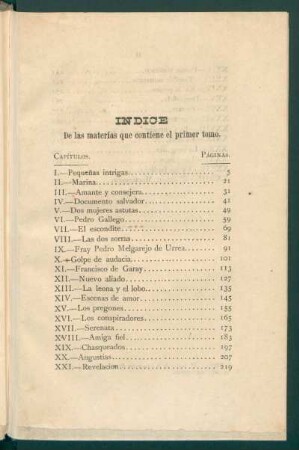 INDICE
De las materias que contiene el primer tomo.
CAPÍTULOS. PÁGINAS.
I.—Pequeñas intrigas 5
II.—Marina 21
III.—Amante y consejera 31
IV.—Documento salvador 41
V.—Dos mujeres astutas 49
VI.—Pedro Gallego 59
VII.—El escondite 69
VIII.—Las dos sortas 81
IX.—Fray Pedro Melgarejo de Urrea 91
X.—Golpe de audacia 101
XI.—Francisco de Garay 113
XII.—Nuevo aliado 127
XIII.—La leona y el lobo 135
XIV.—Escenas de amor 145
XV.—Los pregones 155
XVI.—Los conspiradores 165
XVII.—Serenata 173
XVIII.—Amiga fiel 183
XIX.—Chasqueados 197
XX.—Augustias 207
XXI.—Revelacion 219